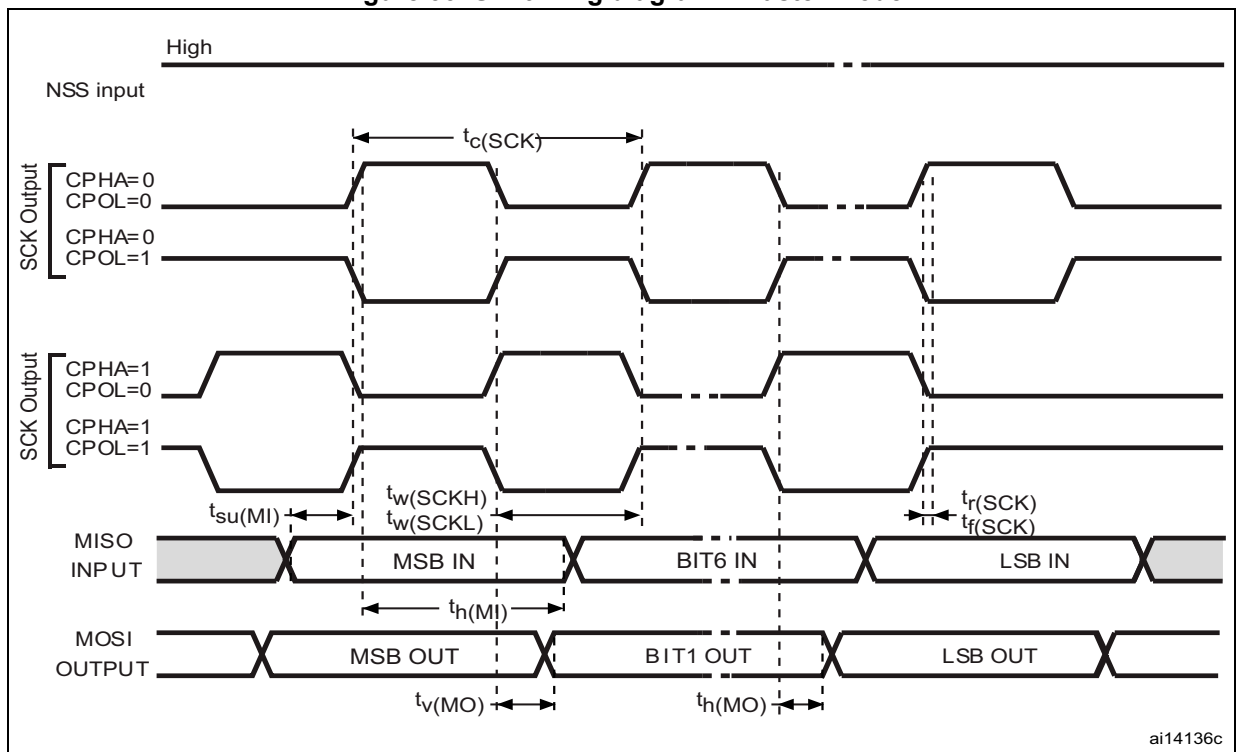 High
NSS input
tc(SCK)
SCK Output
CPHA=0
CPOL=0
CPHA=0
CPOL=1
SCK Output
CPHA=1
CPOL=0
CPHA=1
CPOL=1
tsu(MI)
tw(SCKH)
tw(SCKL)
tr(SCK)
tf(SCK)
MISO
INPUT
MSB IN
BIT6 IN
LSB IN
th(MI)
MOSI
OUTPUT
MSB OUT
BIT1 OUT
LSB OUT
tv(MO)
th(MO)
ai14136c